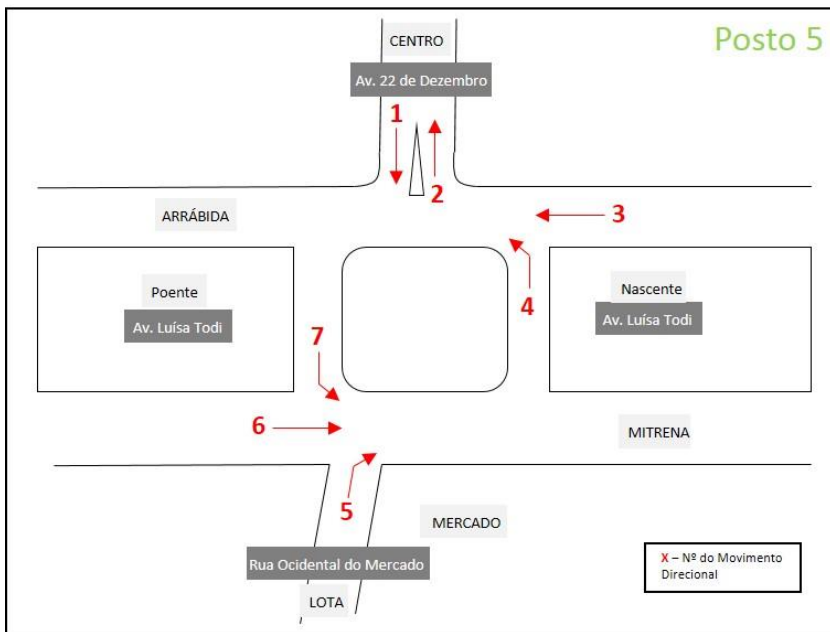 Posto 5
CENTRO
Av. 22 de Dezembro
1
2
3
ARRÁBIDA
Poente
Av. Luísa Todi
Nascente
Av. Luísa Todi
4
7
6
MITRENA
5
MERCADO
Rua Ocidental do Mercado
LOTA
X – Nº do Movimento
Direcional